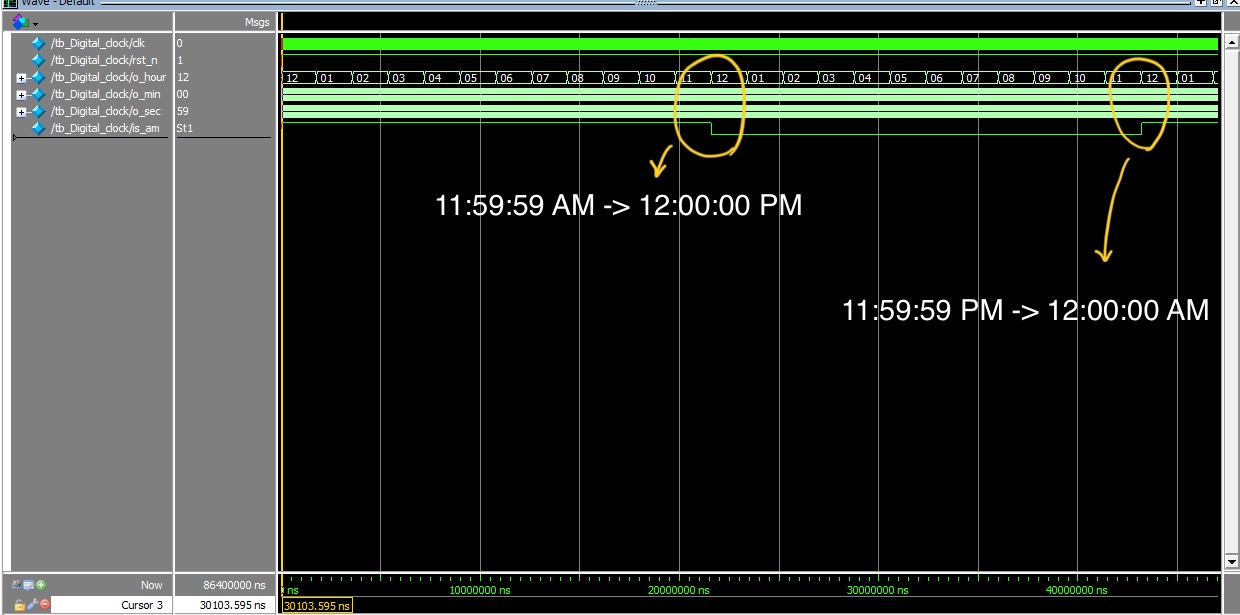 Wave - Default
Msgs
/tb_Digital_clock/clk 0
/tb_Digital_clock/rst_n 1
/tb_Digital_clock/o_hour 12 12 01 02 03 04 05 06 07 08 09 10 11 12 01 02 03 04 05 06 07 08 09 10 11 12 01
/tb_Digital_clock/o_min 00
/tb_Digital_clock/o_sec 59
/tb_Digital_clock/is_am St1
11:59:59 AM -> 12:00:00 PM
11:59:59 PM -> 12:00:00 AM
Now 86400000 ns ns 10000000 ns 20000000 ns 30000000 ns 40000000 ns
Cursor 3 30103.595 ns 30103.595 ns